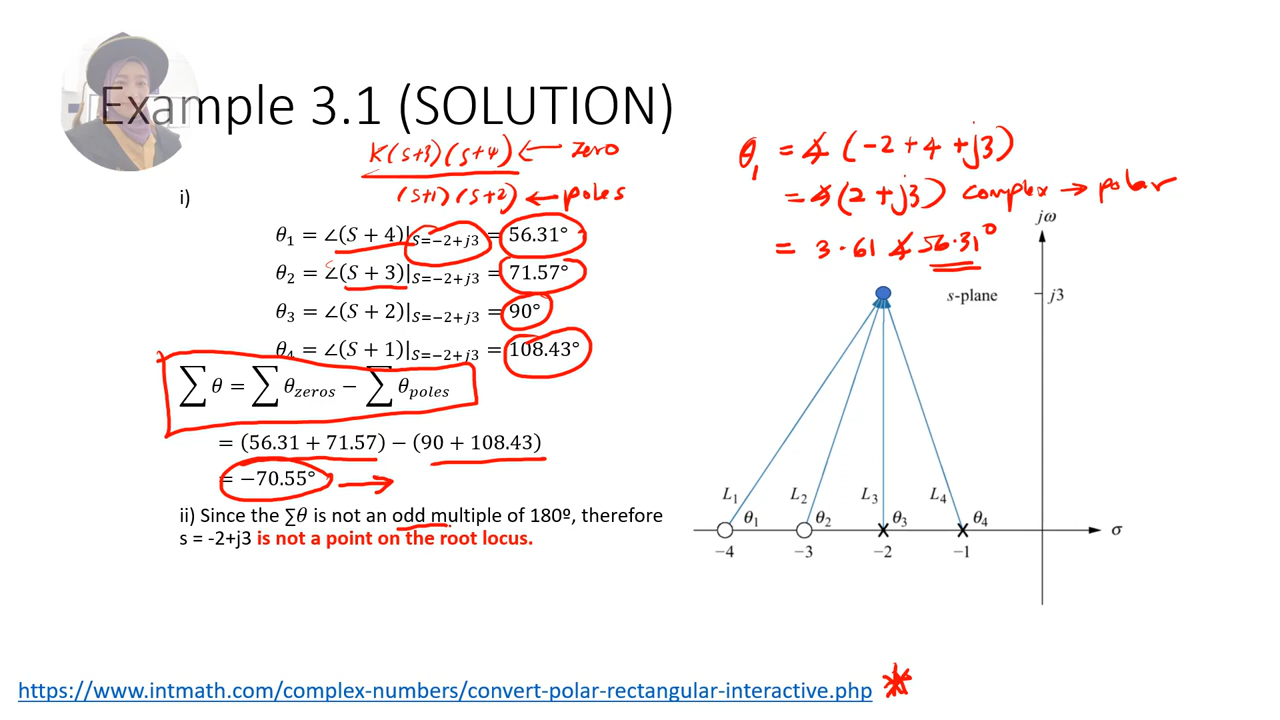 Example 3.1 (SOLUTION)
K(s+3)(s+4) ← zero
(s+1)(s+2) ← poles
i)
θ₁ = ∠(S + 4)|S=−2+j3 = 56.31°
θ₂ = ∠(S + 3)|S=−2+j3 = 71.57°
θ₃ = ∠(S + 2)|S=−2+j3 = 90°
θ₄ = ∠(S + 1)|S=−2+j3 = 108.43°
∑ θ = ∑ θzeros − ∑ θpoles
= (56.31 + 71.57) − (90 + 108.43)
= −70.55° →
ii) Since the ∑θ is not an odd multiple of 180º, therefore
s = -2+j3 is not a point on the root locus.
θ₁ = ∡ (-2 + 4 + j3)
= ∡ (2 + j3) complex → polar
= 3.61 ∡ 56.31°
jω
s-plane
j3
L₁ L₂ L₃ L₄
θ₁ θ₂ θ₃ θ₄
σ
−4 −3 −2 −1
https://www.intmath.com/complex-numbers/convert-polar-rectangular-interactive.php *